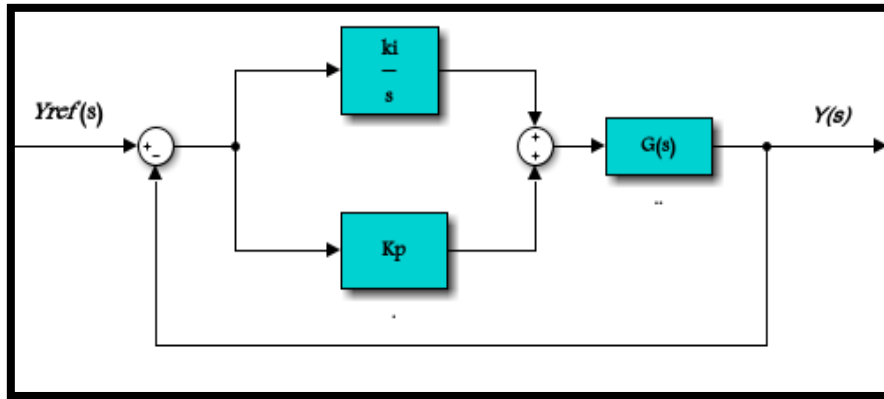 ki
s
Yref(s)
Y(s)
+
-
+
+
G(s)
..
Kp
.